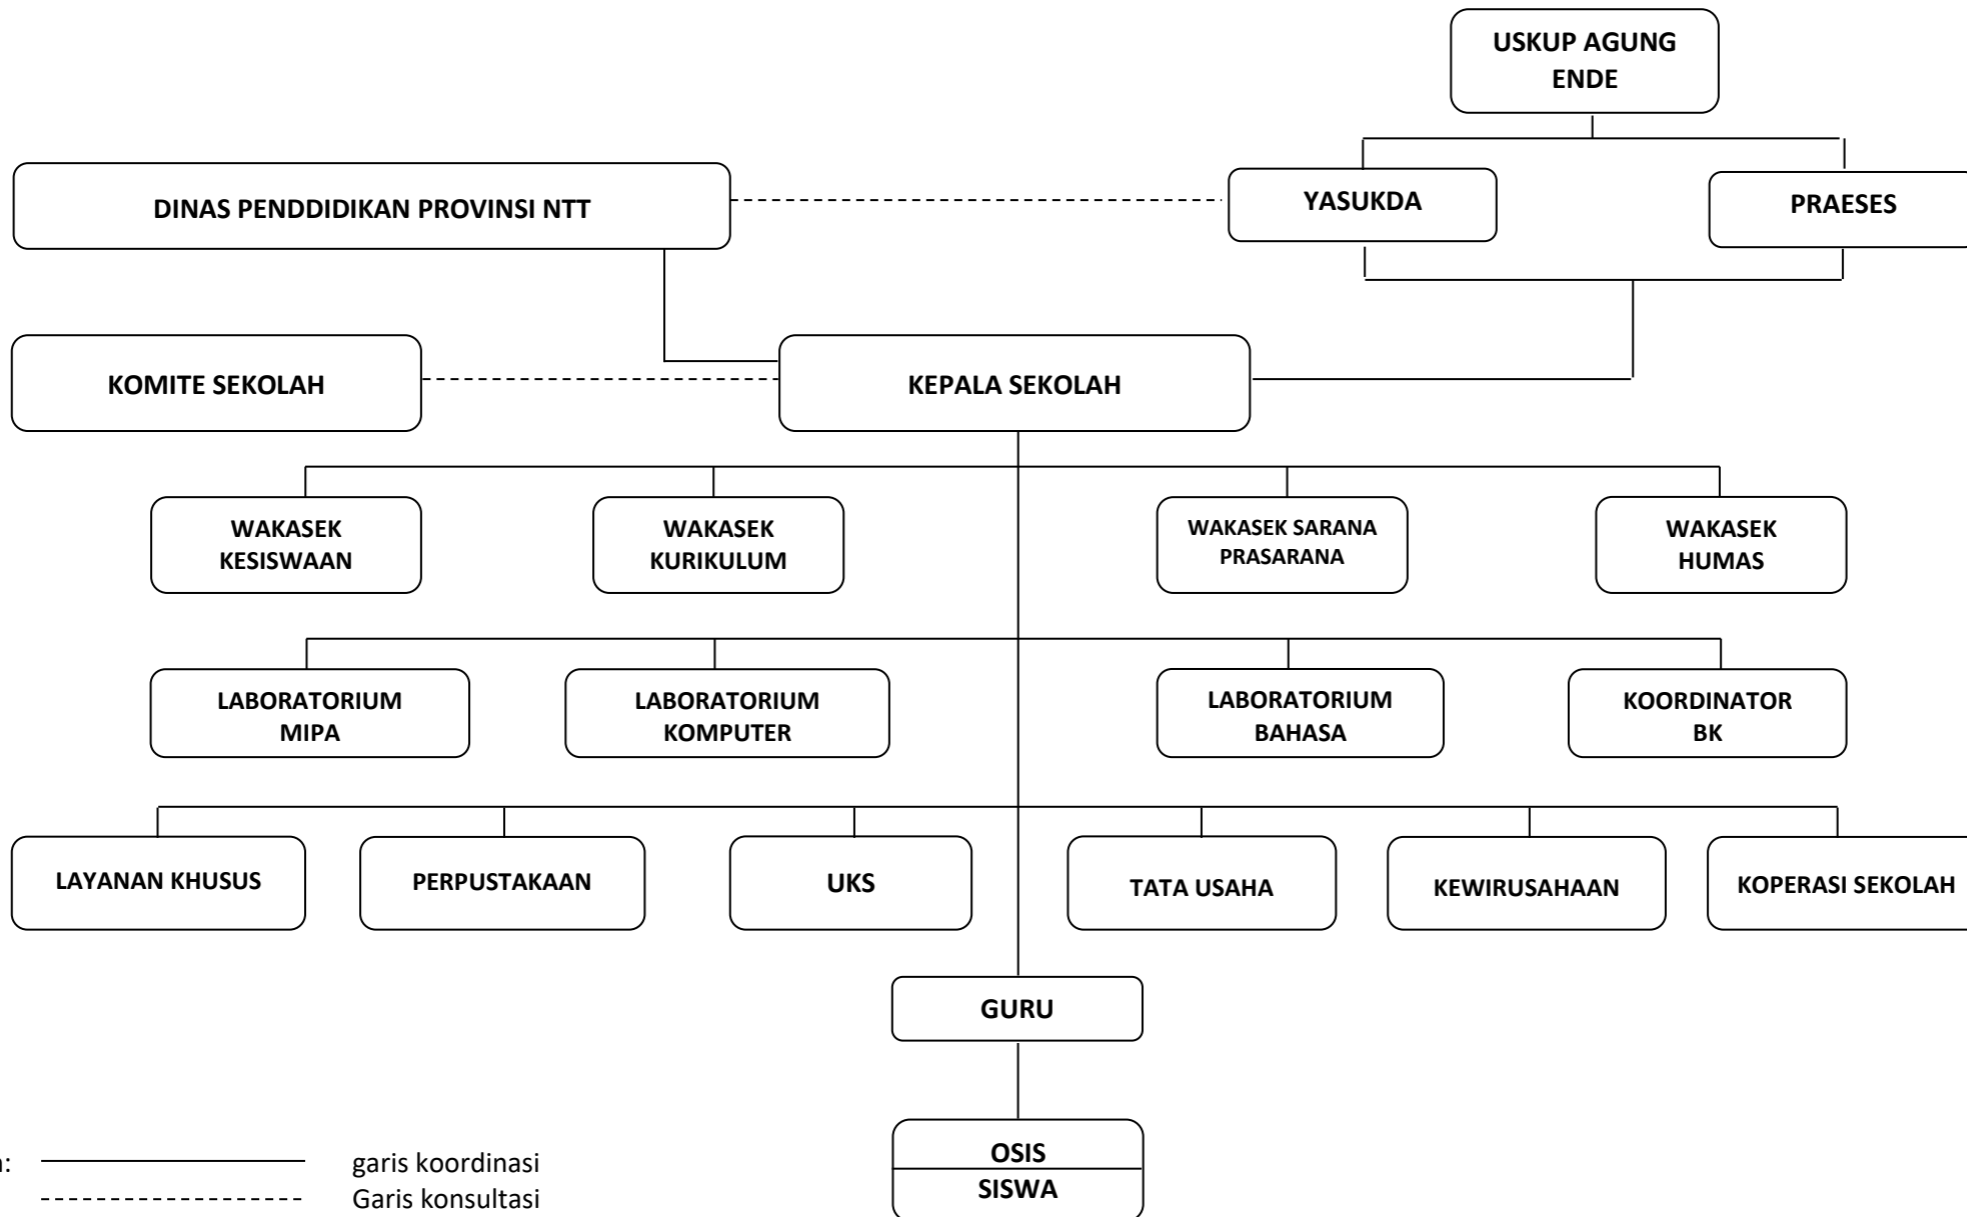 USKUP AGUNG
ENDE
DINAS PENDDIDIKAN PROVINSI NTT
YASUKDA
PRAESES
KOMITE SEKOLAH
KEPALA SEKOLAH
WAKASEK
KESISWAAN
WAKASEK
KURIKULUM
WAKASEK SARANA
PRASARANA
WAKASEK
HUMAS
LABORATORIUM
MIPA
LABORATORIUM
KOMPUTER
LABORATORIUM
BAHASA
KOORDINATOR
BK
LAYANAN KHUSUS
PERPUSTAKAAN
UKS
TATA USAHA
KEWIRUSAHAAN
KOPERASI SEKOLAH
GURU
OSIS
SISWA
garis koordinasi
Garis konsultasi